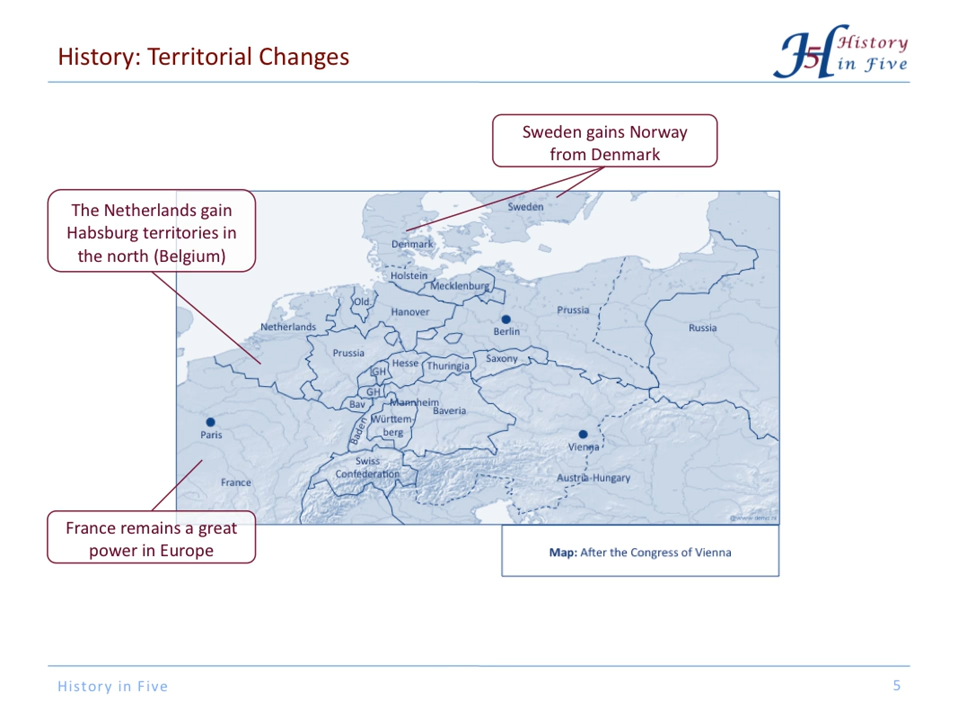 History: Territorial Changes
H5H History
in Five
Sweden gains Norway
from Denmark
The Netherlands gain
Habsburg territories in
the north (Belgium)
Sweden
Denmark
Holstein
Mecklenburg
Old.
Hanover
Prussia
Netherlands
Berlin
Russia
Prussia
Hesse
Thuringia
Saxony
GH
GH
Bav
Mannheim
Baveria
Baden
Württem-
berg
Paris
Vienna
Swiss
Confederation
France
Austria-Hungary
France remains a great
power in Europe
Map: After the Congress of Vienna
History in Five
5